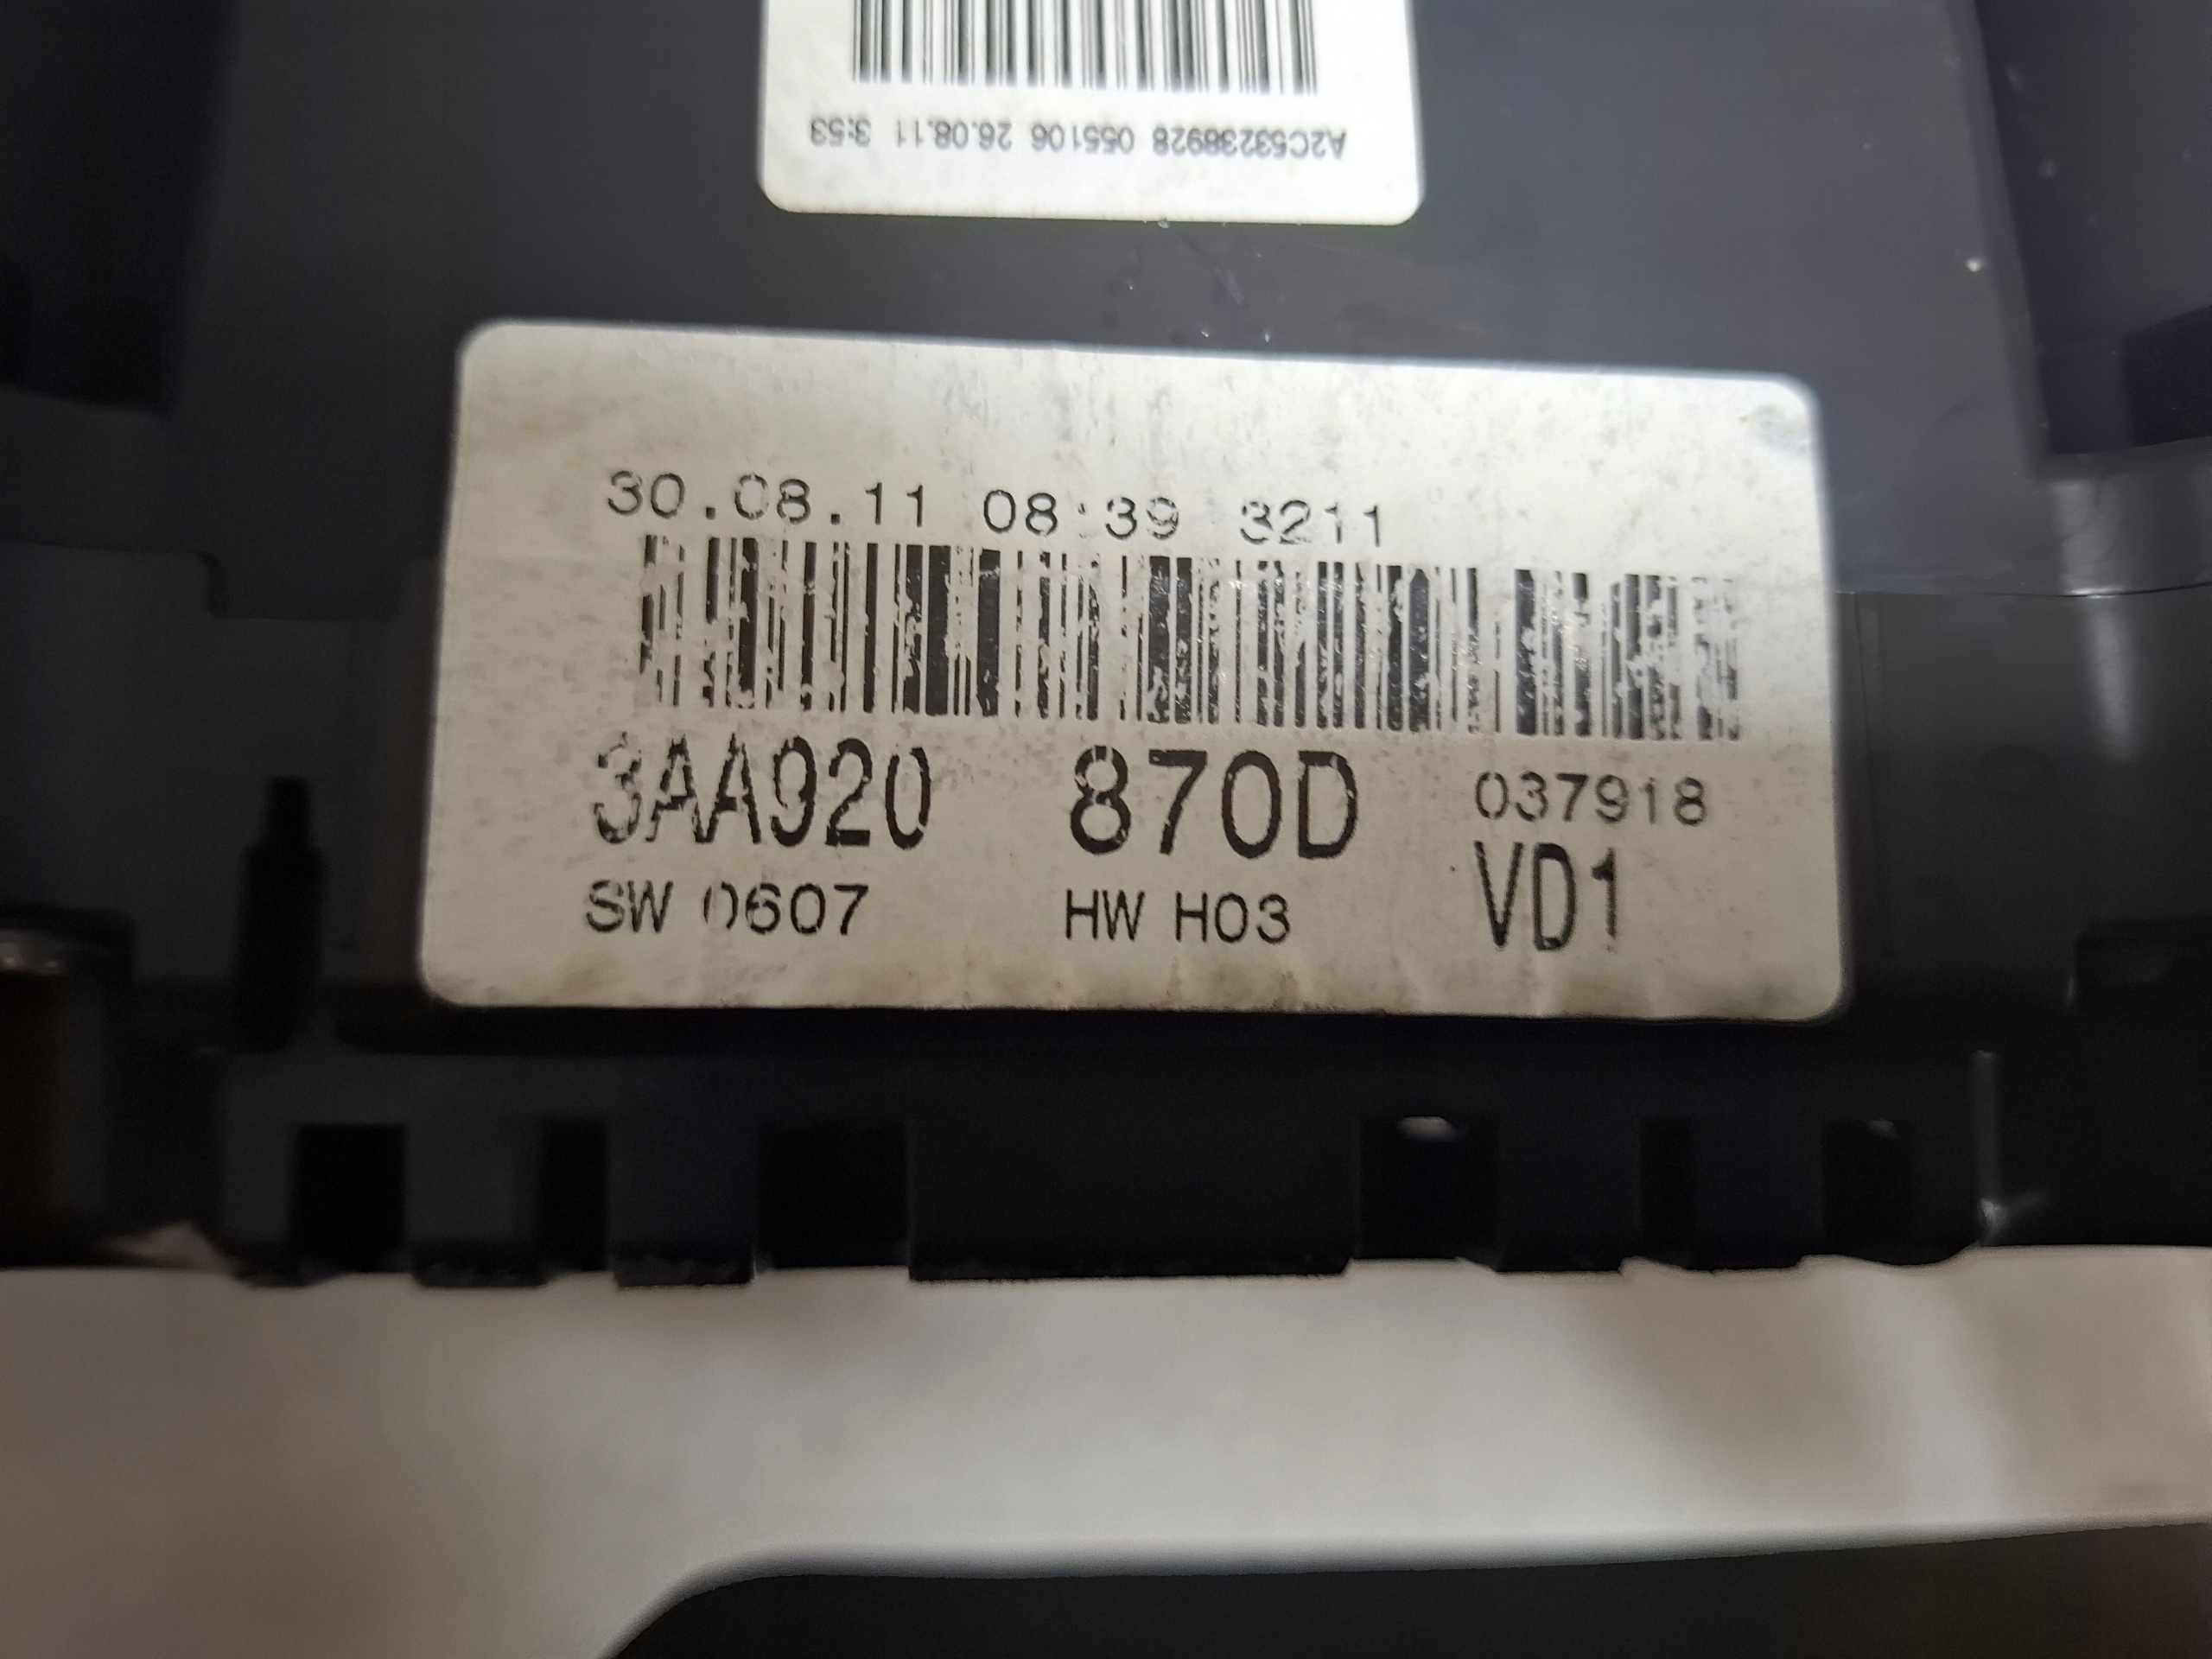 A2C53238928 055106 26.08.11 3:53
30.08.11 08:39 3211
3AA920 870D 037918
SW 0607 HW H03 VD1